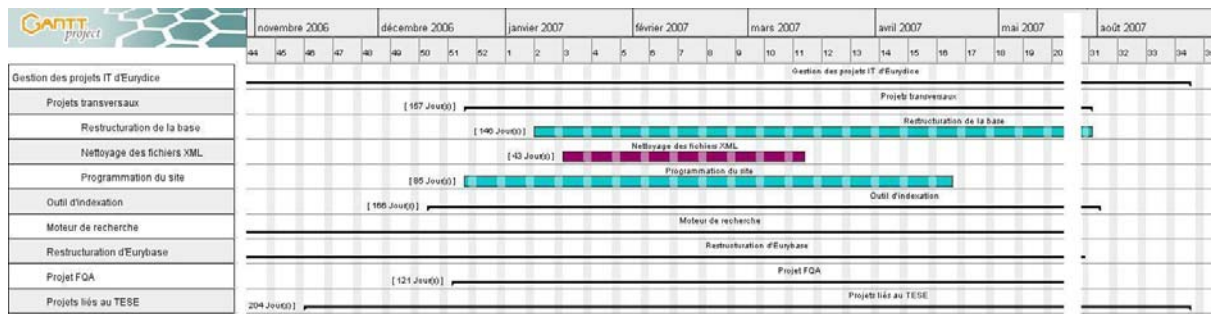 GANTT project
novembre 2006 décembre 2006 janvier 2007 février 2007 mars 2007 avril 2007 mai 2007 août 2007
44 45 46 47 48 49 50 51 52 1 2 3 4 5 6 7 8 9 10 11 12 13 14 15 16 17 18 19 20 31 32 33 34 35
Gestion des projets IT d'Eurydice Gestion des projets IT d'Eurydice
Projets transversaux [ 157 Jour(s) ] Projets transversaux
Restructuration de la base [ 146 Jour(s) ] Restructuration de la base
Nettoyage des fichiers XML [ 43 Jour(s) ] Nettoyage des fichiers XML
Programmation du site [ 85 Jour(s) ] Programmation du site
Outil d'indexation [ 166 Jour(s) ] Outil d'indexation
Moteur de recherche Moteur de recherche
Restructuration d'Eurybase Restructuration d'Eurybase
Projet FQA [ 121 Jour(s) ] Projet FQA
Projets liés au TESE 204 Jour(s) ] Projets liés au TESE